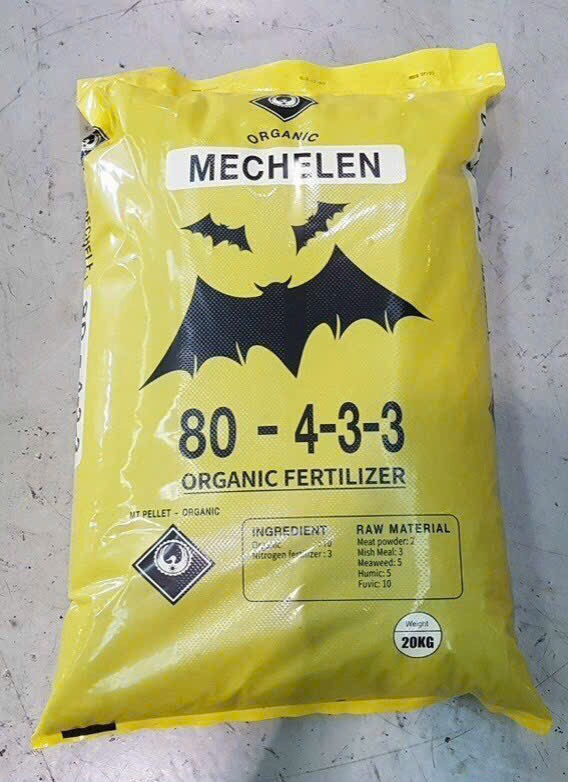 ORGANIC
MECHELEN
80 - 4-3-3
ORGANIC FERTILIZER
MT PELLET - ORGANIC
INGREDIENT
Organic
Nitrogen fertilizer : 3
RAW MATERIAL
Meat powder: 2
Mish Meal: 3
Meaweed: 5
Humic: 5
Fuvic: 10
Weight
20KG